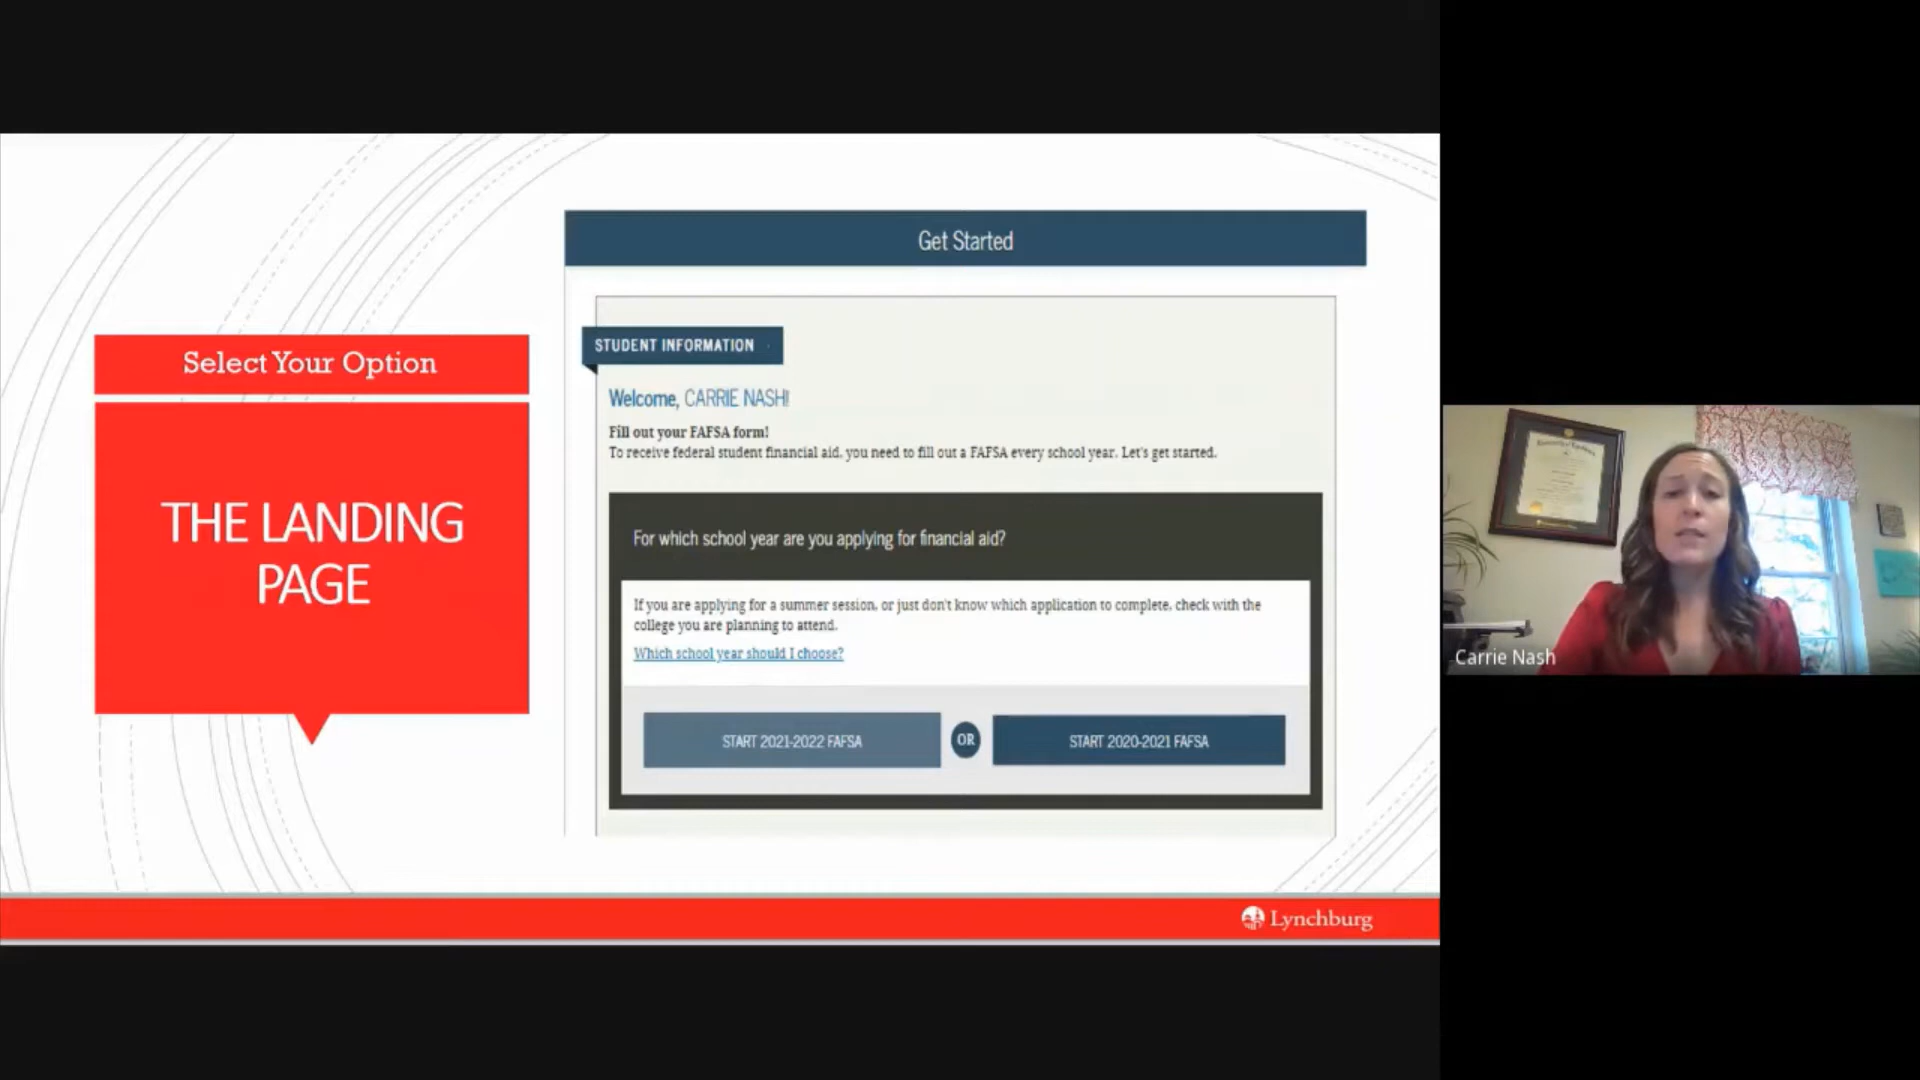 Get Started
Select Your Option
THE LANDING
PAGE
STUDENT INFORMATION
Welcome, CARRIE NASH!
Fill out your FAFSA form!
To receive federal student financial aid, you need to fill out a FAFSA every school year. Let's get started.
For which school year are you applying for financial aid?
If you are applying for a summer session, or just don't know which application to complete, check with the
college you are planning to attend.
Which school year should I choose?
START 2021-2022 FAFSA
OR
START 2020-2021 FAFSA
Lynchburg
Carrie Nash